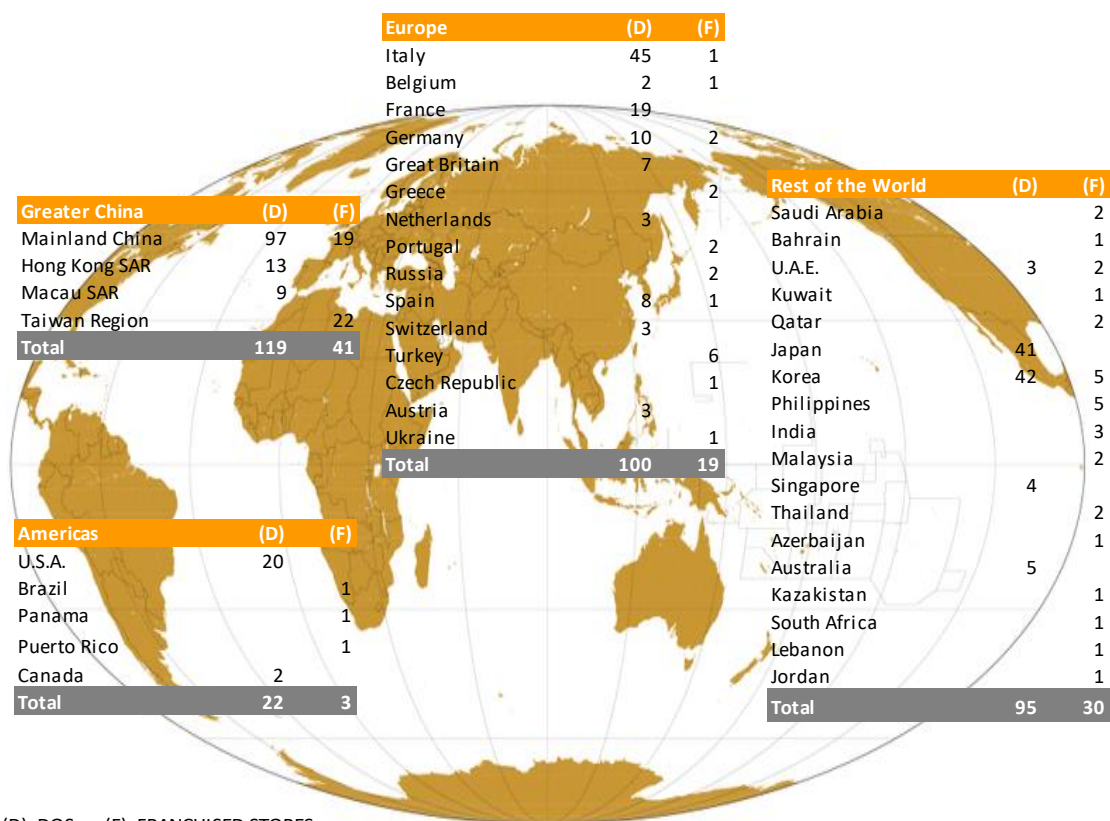 Europe (D) (F)
Italy 45 1
Belgium 2 1
France 19
Germany 10 2
Great Britain 7
Greece 2
Netherlands 3
Portugal 2
Russia 2
Spain 8 1
Switzerland 3
Turkey 6
Czech Republic 1
Austria 3
Ukraine 1
Total 100 19
Greater China (D) (F)
Mainland China 97 19
Hong Kong SAR 13
Macau SAR 9
Taiwan Region 22
Total 119 41
Rest of the World (D) (F)
Saudi Arabia 2
Bahrain 1
U.A.E. 3 2
Kuwait 1
Qatar 2
Japan 41
Korea 42 5
Philippines 5
India 3
Malaysia 2
Singapore 4
Thailand 2
Azerbaijan 1
Australia 5
Kazakistan 1
South Africa 1
Lebanon 1
Jordan 1
Total 95 30
Americas (D) (F)
U.S.A. 20
Brazil 1
Panama 1
Puerto Rico 1
Canada 2
Total 22 3
(D) DOS (F) FRANCHISED STORES